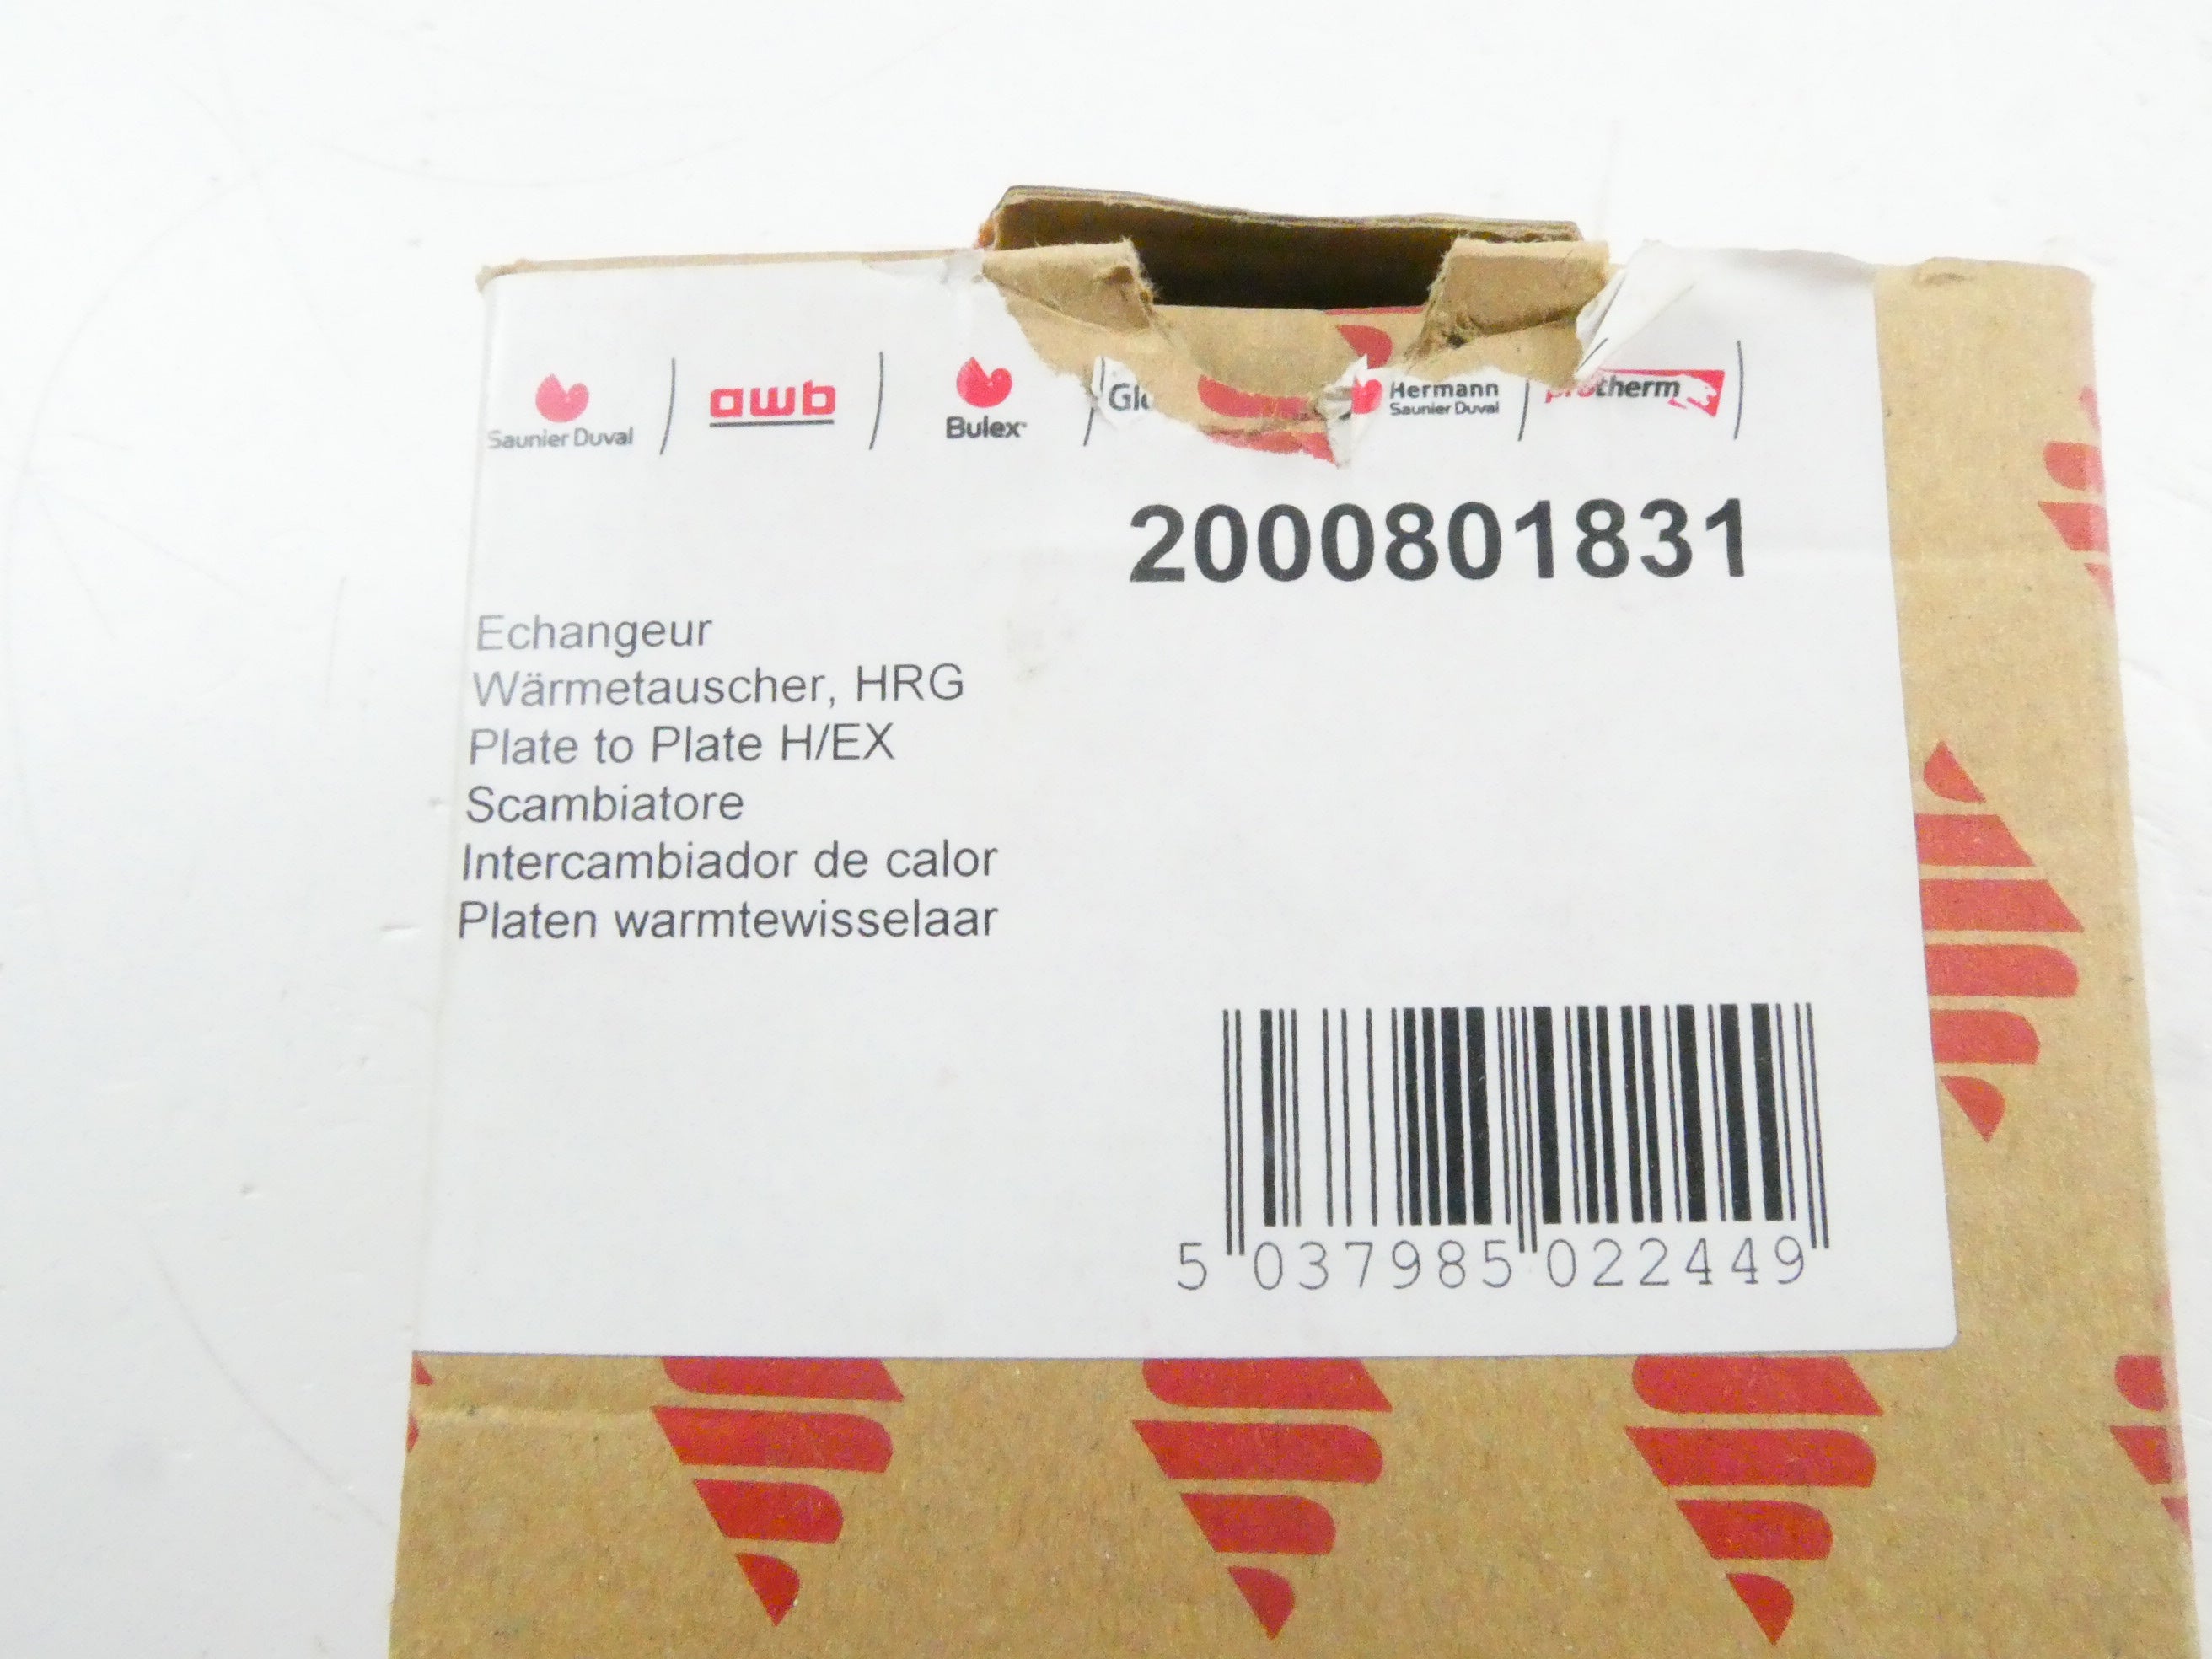 Saunier Duval awb Bulex Hermann
Saunier Duval
2000801831
Echangeur
Wärmetauscher, HRG
Plate to Plate H/EX
Scambiatore
Intercambiador de calor
Platen warmtewisselaar
5 037985 022449